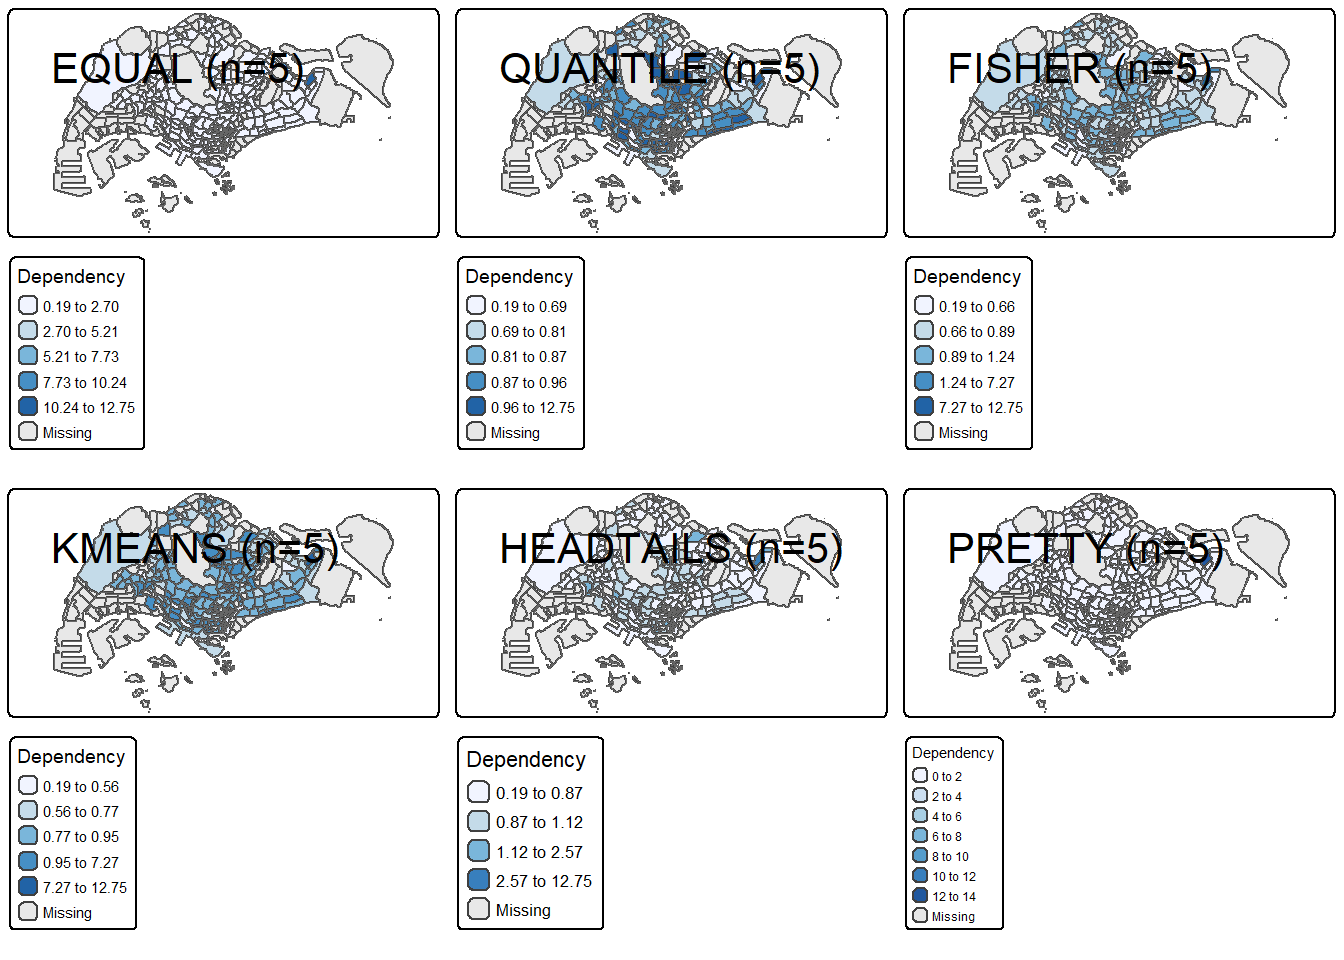 EQUAL (n=5)
QUANTILE (n=5)
FISHER (n=5)
Dependency
0.19 to 2.70
2.70 to 5.21
5.21 to 7.73
7.73 to 10.24
10.24 to 12.75
Missing
Dependency
0.19 to 0.69
0.69 to 0.81
0.81 to 0.87
0.87 to 0.96
0.96 to 12.75
Missing
Dependency
0.19 to 0.66
0.66 to 0.89
0.89 to 1.24
1.24 to 7.27
7.27 to 12.75
Missing
KMEANS (n=5)
HEADTAILS (n=5)
PRETTY (n=5)
Dependency
0.19 to 0.56
0.56 to 0.77
0.77 to 0.95
0.95 to 7.27
7.27 to 12.75
Missing
Dependency
0.19 to 0.87
0.87 to 1.12
1.12 to 2.57
2.57 to 12.75
Missing
Dependency
0 to 2
2 to 4
4 to 6
6 to 8
8 to 10
10 to 12
12 to 14
Missing